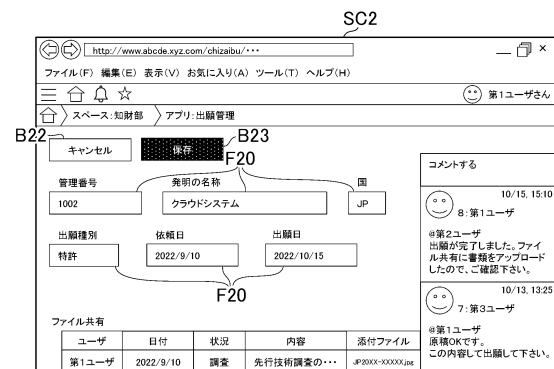 SC2
http://www.abcde.xyz.com/chizaibu/・・・
ファイル(F) 編集(E) 表示(V) お気に入り(A) ツール(T) ヘルプ(H)
第1ユーザさん
スペース:知財部 アプリ:出願管理
B22 B23
キャンセル 保存
F20
管理番号 発明の名称 国
1002 クラウドシステム JP
出願種別 依頼日 出願日
特許 2022/9/10 2022/10/15
F20
ファイル共有
ユーザ 日付 状況 内容 添付ファイル
第1ユーザ 2022/9/10 調査 先行技術調査の・・・ JP20XX-XXXXX.jpg
コメントする
10/15, 15:10
8:第1ユーザ
@第2ユーザ
出願が完了しました。ファイ
ル共有に書類をアップロード
したので、ご確認下さい。
10/13, 13:25
7:第3ユーザ
@第1ユーザ
原稿OKです。
この内容して出願して下さい。